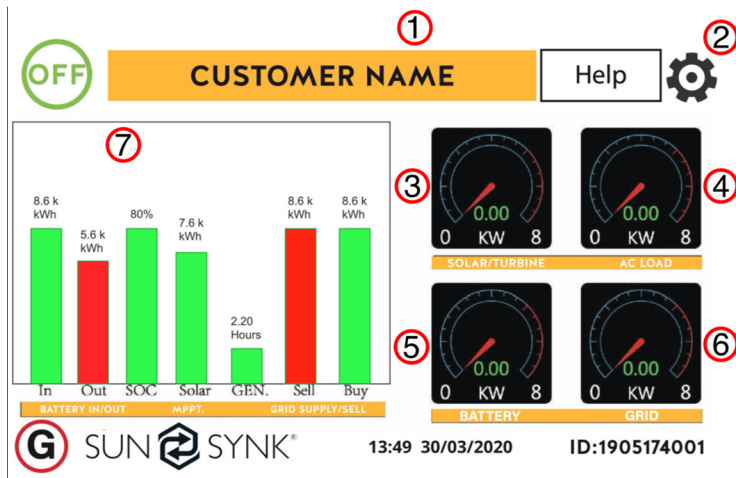 1
OFF
CUSTOMER NAME
Help
2
7
8.6 k
kWh
5.6 k
kWh
80%
7.6 k
kWh
2.20
Hours
8.6 k
kWh
8.6 k
kWh
In Out SOC Solar GEN. Sell Buy
BATTERY IN/OUT MPPT. GRID SUPPLY/SELL
3
0.00
0 KW 8
SOLAR/TURBINE
4
0.00
0 KW 8
AC LOAD
5
0.00
0 KW 8
BATTERY
6
0.00
0 KW 8
GRID
G SUN SYNK®
13:49 30/03/2020
ID:1905174001